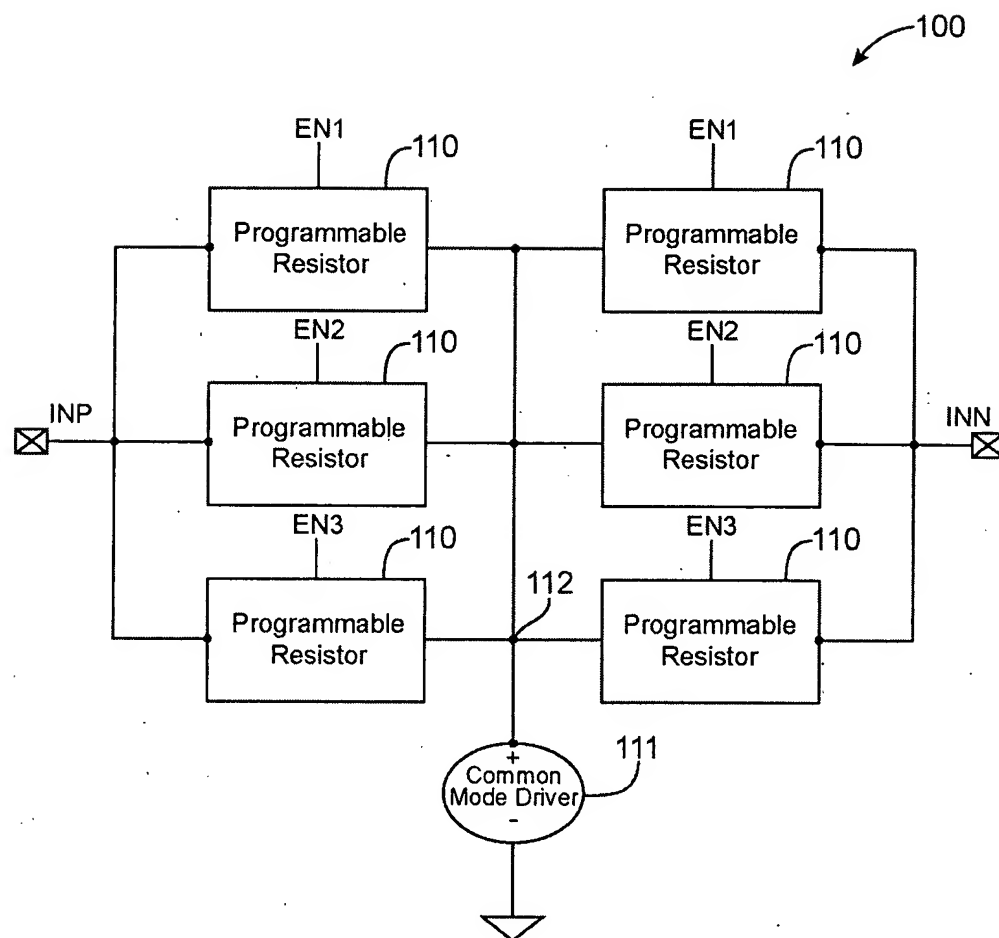 100
EN1
110
EN1
110
Programmable
Resistor
Programmable
Resistor
EN2
110
EN2
110
INP
Programmable
Resistor
Programmable
Resistor
INN
EN3
110
EN3
110
112
Programmable
Resistor
Programmable
Resistor
111
+
Common
Mode Driver
-